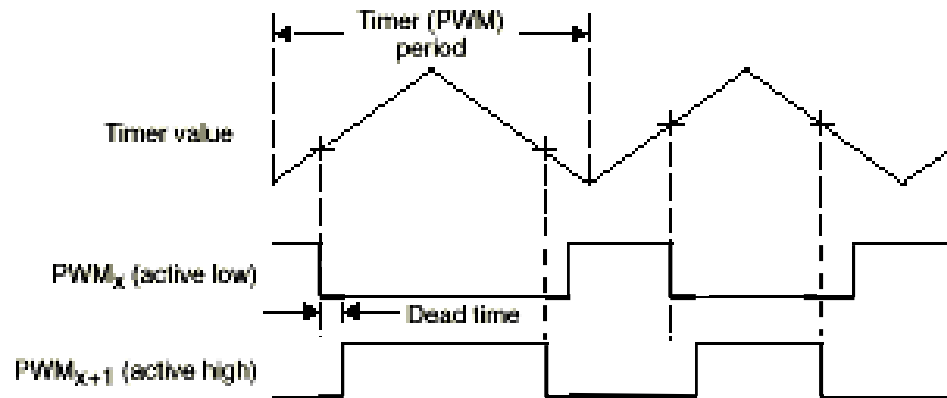 Timer (PWM)
period
Timer value
PWMx (active low)
Dead time
PWMx+1 (active high)